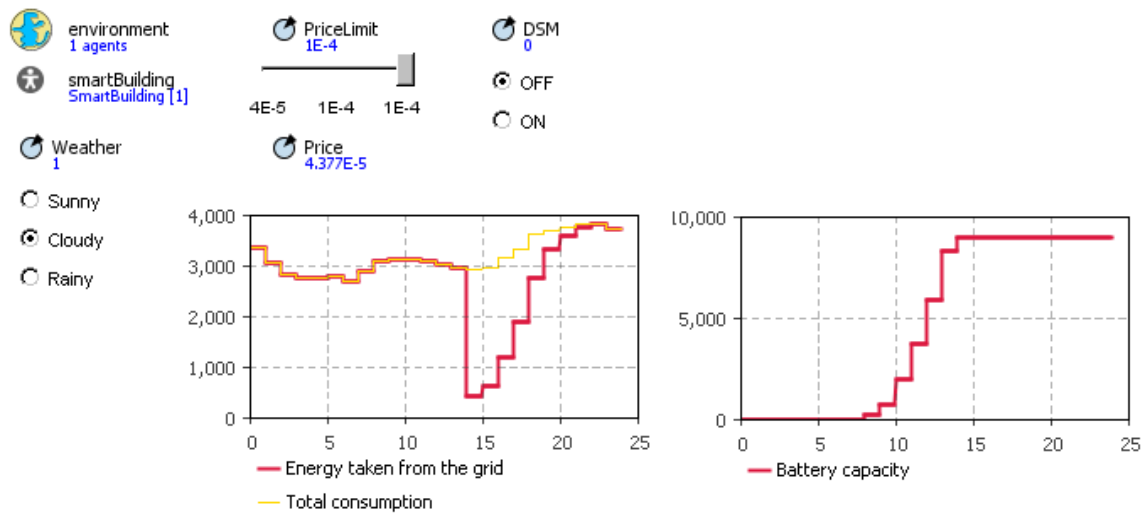 environment
1 agents
smartBuilding
SmartBuilding [1]
PriceLimit
1E-4
4E-5 1E-4 1E-4
DSM
0
OFF
ON
Weather
1
Sunny
Cloudy
Rainy
Price
4.377E-5
4,000
3,000
2,000
1,000
0
0 5 10 15 20 25
Energy taken from the grid
Total consumption
10,000
5,000
0
0 5 10 15 20 25
Battery capacity